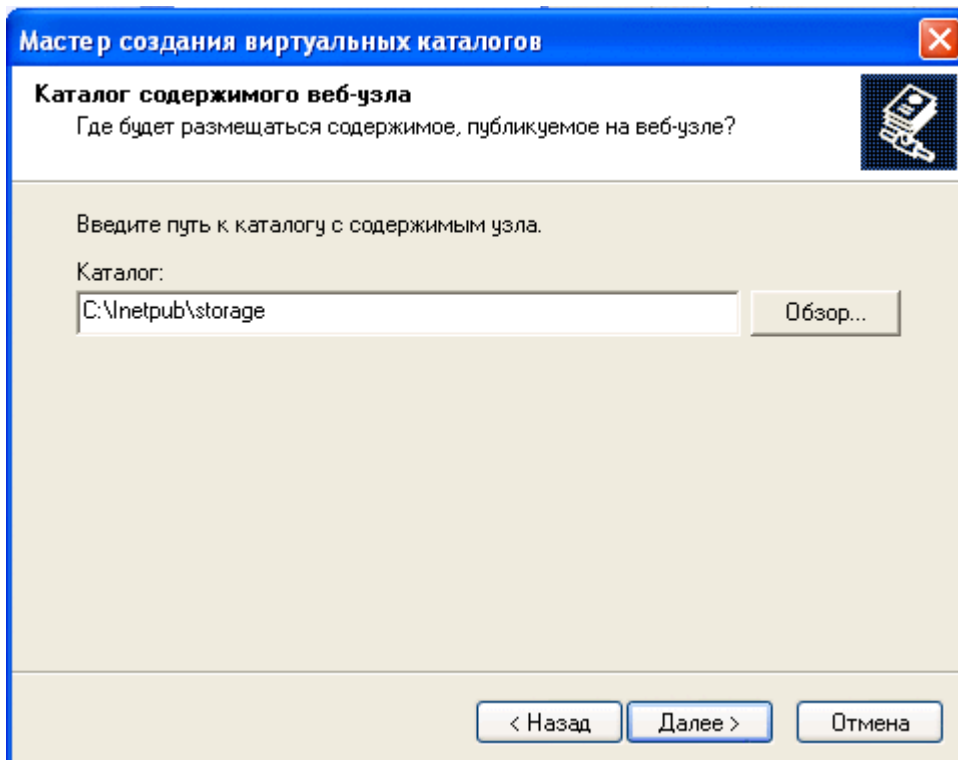 Мастер создания виртуальных каталогов
Каталог содержимого веб-узла
Где будет размещаться содержимое, публикуемое на веб-узле?
Введите путь к каталогу с содержимым узла.
Каталог:
C:\Inetpub\storage
Обзор...
< Назад
Далее >
Отмена